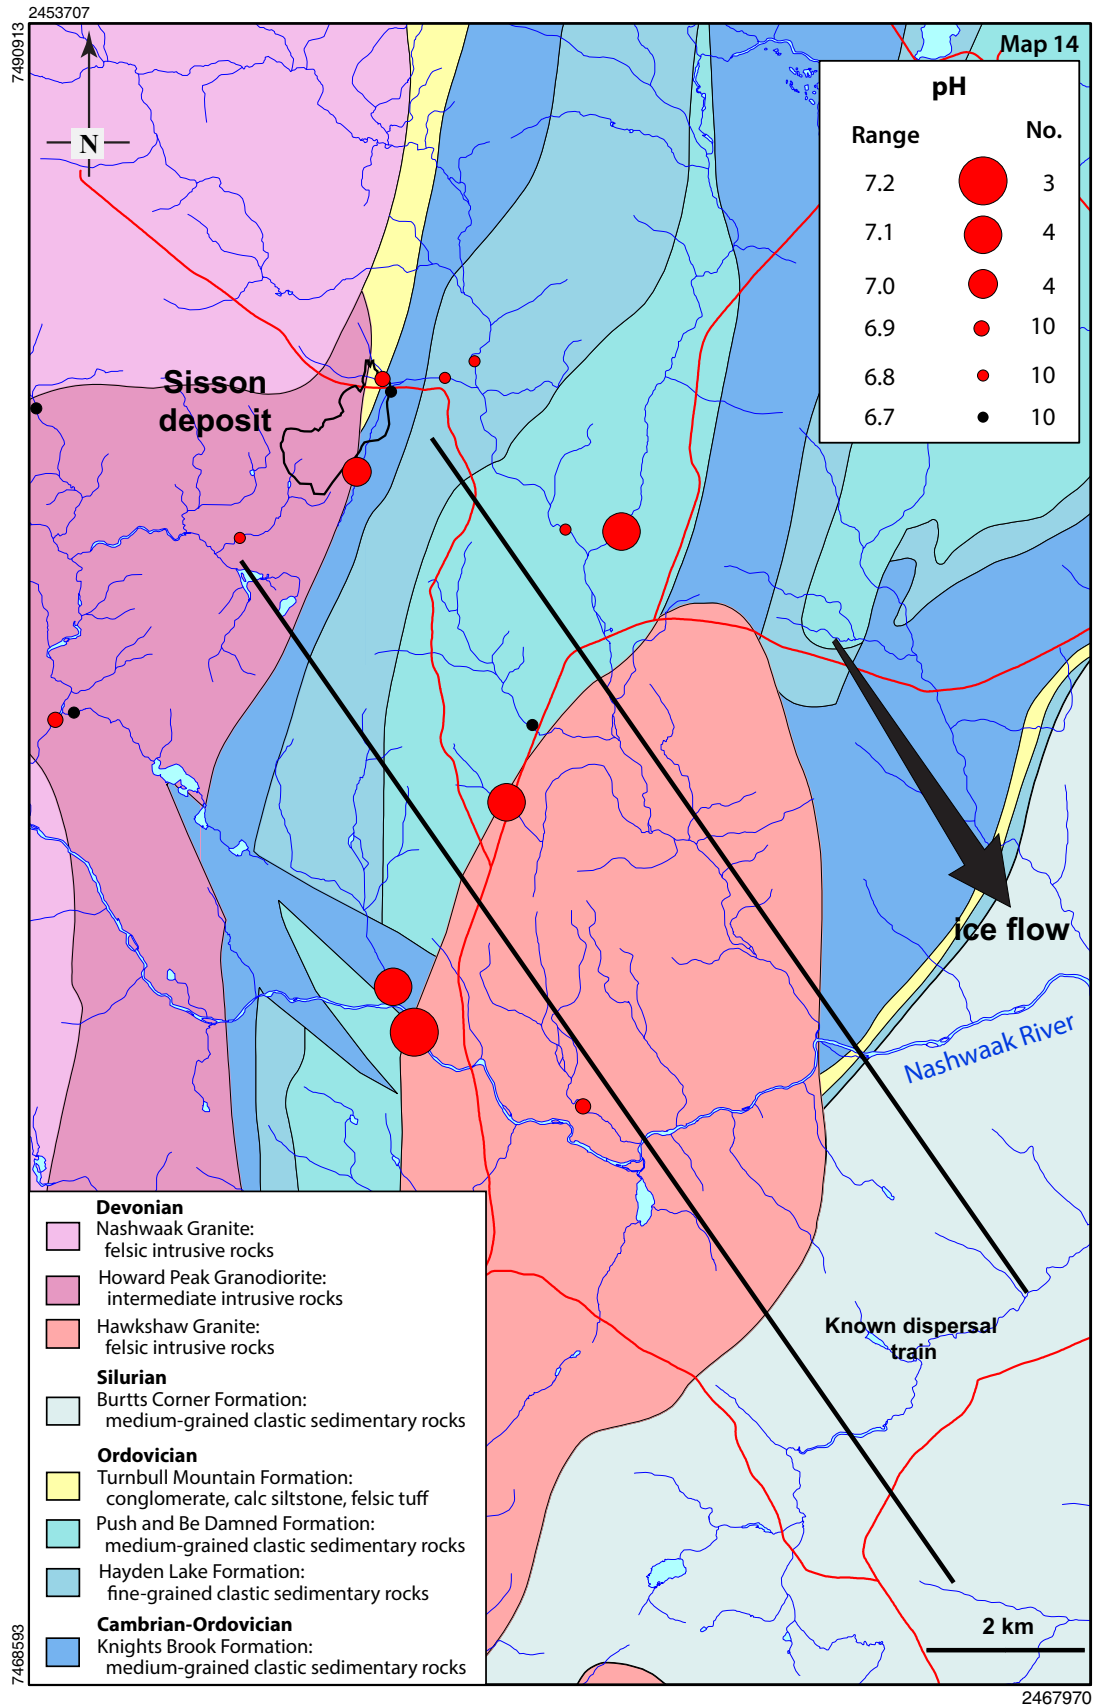 2453707
7490913
Map 14
N
pH
Range No.
7.2 3
7.1 4
7.0 4
6.9 10
6.8 10
6.7 10
Sisson
deposit
ice flow
Nashwaak River
Known dispersal
train
Devonian
Nashwaak Granite:
felsic intrusive rocks
Howard Peak Granodiorite:
intermediate intrusive rocks
Hawkshaw Granite:
felsic intrusive rocks
Silurian
Burtts Corner Formation:
medium-grained clastic sedimentary rocks
Ordovician
Turnbull Mountain Formation:
conglomerate, calc siltstone, felsic tuff
Push and Be Damned Formation:
medium-grained clastic sedimentary rocks
Hayden Lake Formation:
fine-grained clastic sedimentary rocks
Cambrian-Ordovician
Knights Brook Formation:
medium-grained clastic sedimentary rocks
2 km
7468593
2467970